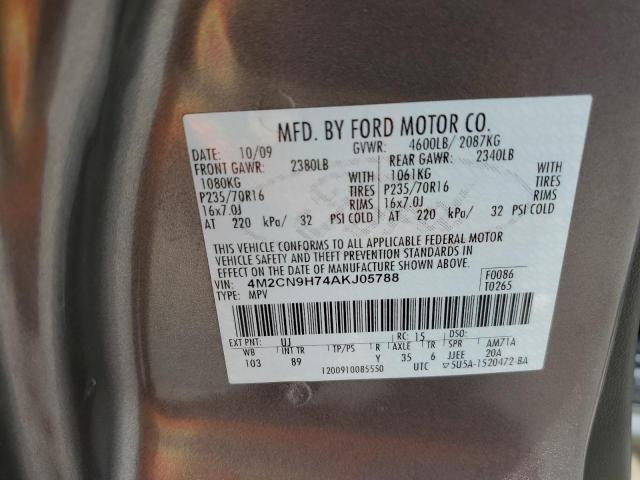 MFD. BY FORD MOTOR CO.
DATE: 10/09 GVWR: 4600LB/ 2087KG
FRONT GAWR: 2380LB REAR GAWR: 2340LB
1080KG WITH 1061KG WITH
P235/70R16 TIRES P235/70R16 TIRES
16x7.0J RIMS 16x7.0J RIMS
AT 220 kPa/ 32 PSI COLD AT 220 kPa/ 32 PSI COLD
THIS VEHICLE CONFORMS TO ALL APPLICABLE FEDERAL MOTOR
VEHICLE SAFETY AND THEFT PREVENTION STANDARDS IN
EFFECT ON THE DATE OF MANUFACTURE SHOWN ABOVE.
VIN: 4M2CN9H74AKJ05788 F0086
TYPE: MPV T0265
EXT PNT: UJ RC: 15 DSO:
WB INT TR TP/PS R AXLE TR SPR AM71A
103 89 Y 35 6 JJEE 20A
1200910085550 UTC ▽5U5A-1520472-BA